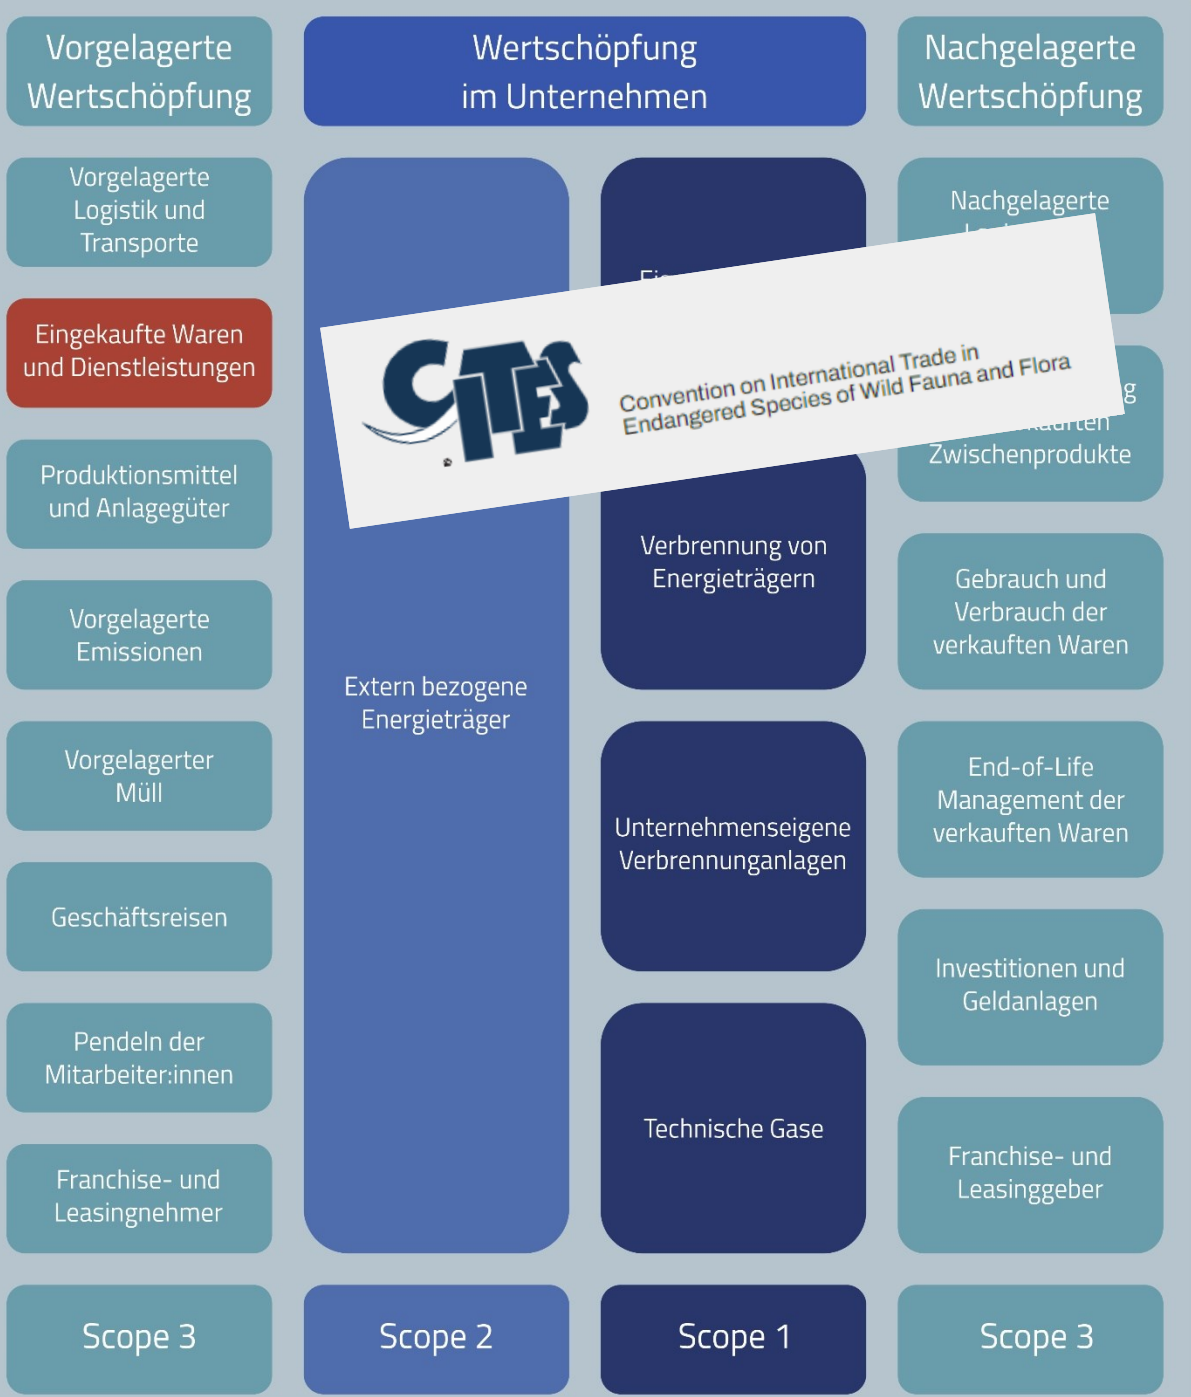 Vorgelagerte
Wertschöpfung
Wertschöpfung
im Unternehmen
Nachgelagerte
Wertschöpfung
Vorgelagerte
Logistik und
Transporte
Eingekaufte Waren
und Dienstleistungen
Produktionsmittel
und Anlagegüter
Vorgelagerte
Emissionen
Vorgelagerter
Müll
Geschäftsreisen
Pendeln der
Mitarbeiter:innen
Franchise- und
Leasingnehmer
Scope 3
Extern bezogene
Energieträger
Scope 2
CITES
®
Convention on International Trade in
Endangered Species of Wild Fauna and Flora
Verbrennung von
Energieträgern
Unternehmenseigene
Verbrennunganlagen
Technische Gase
Scope 1
Nachgelagerte
Zwischenprodukte
Gebrauch und
Verbrauch der
verkauften Waren
End-of-Life
Management der
verkauften Waren
Investitionen und
Geldanlagen
Franchise- und
Leasinggeber
Scope 3